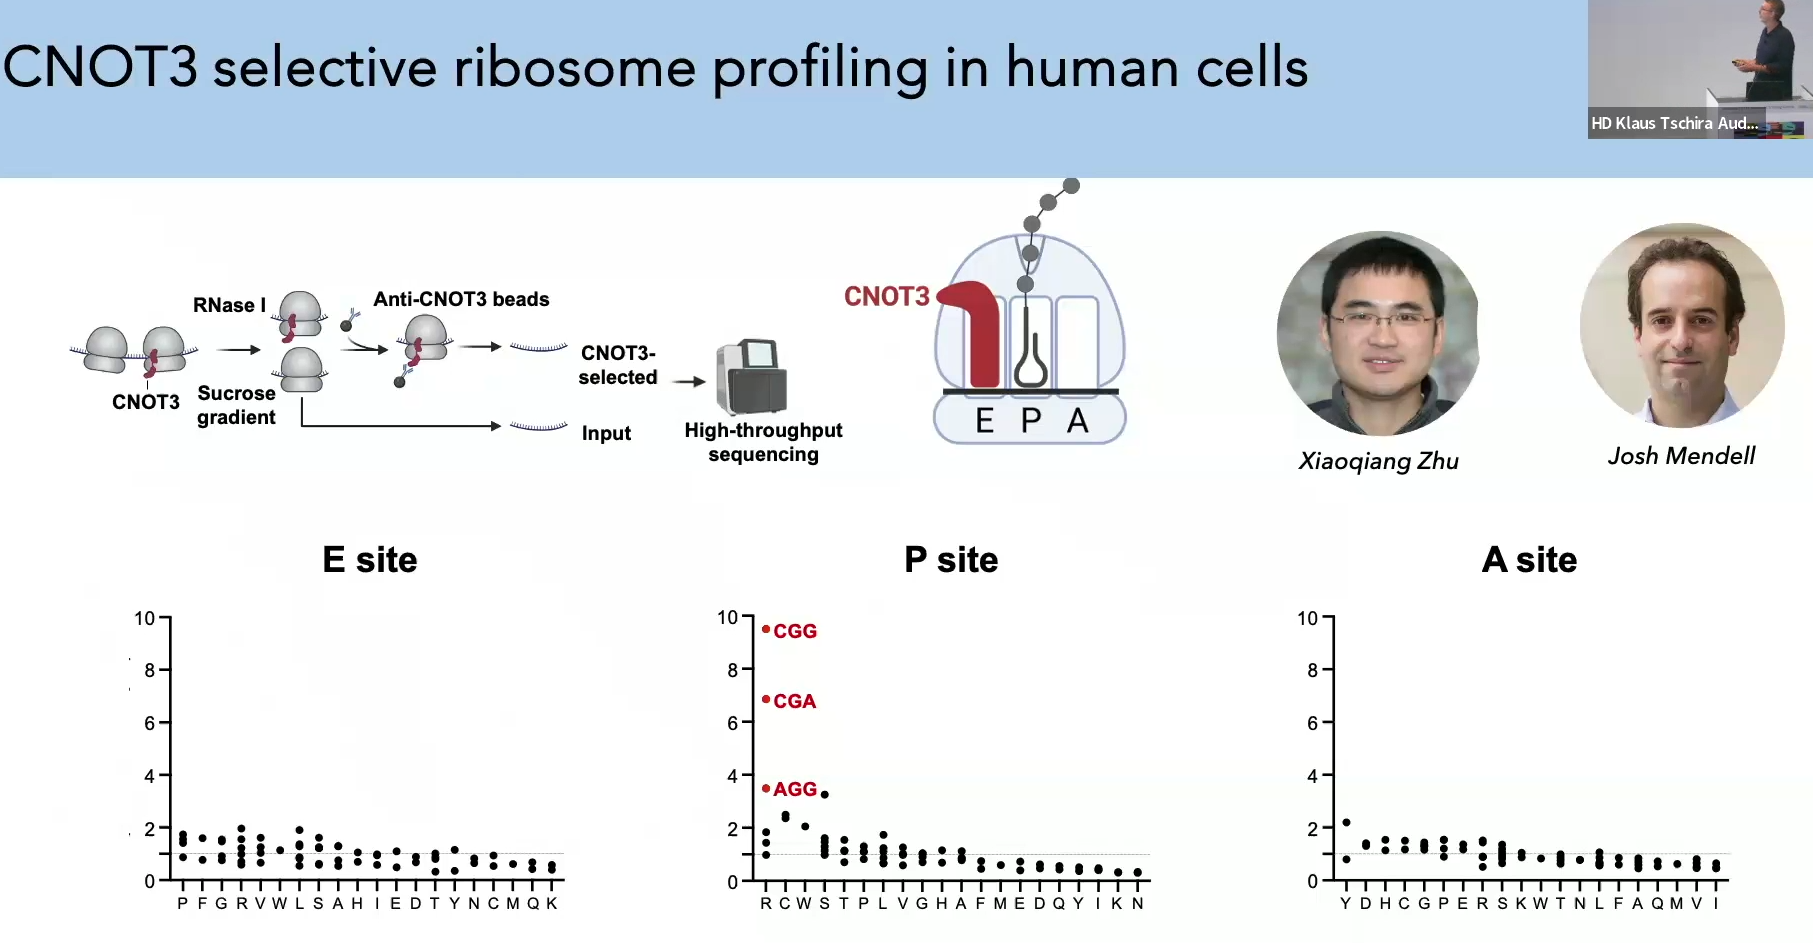 CNOT3 selective ribosome profiling in human cells
HD Klaus Tschira Aud...
RNase I
Anti-CNOT3 beads
CNOT3
Sucrose
gradient
CNOT3-
selected
Input
High-throughput
sequencing
CNOT3
E P A
Xiaoqiang Zhu
Josh Mendell
E site
10
8
6
4
2
0
P F G R V W L S A H I E D T Y N C M Q K
P site
10
8
6
4
2
0
CGG
CGA
AGG
R C W S T P L V G H A F M E D Q Y I K N
A site
10
8
6
4
2
0
Y D H C G P E R S K W T N L F A Q M V I